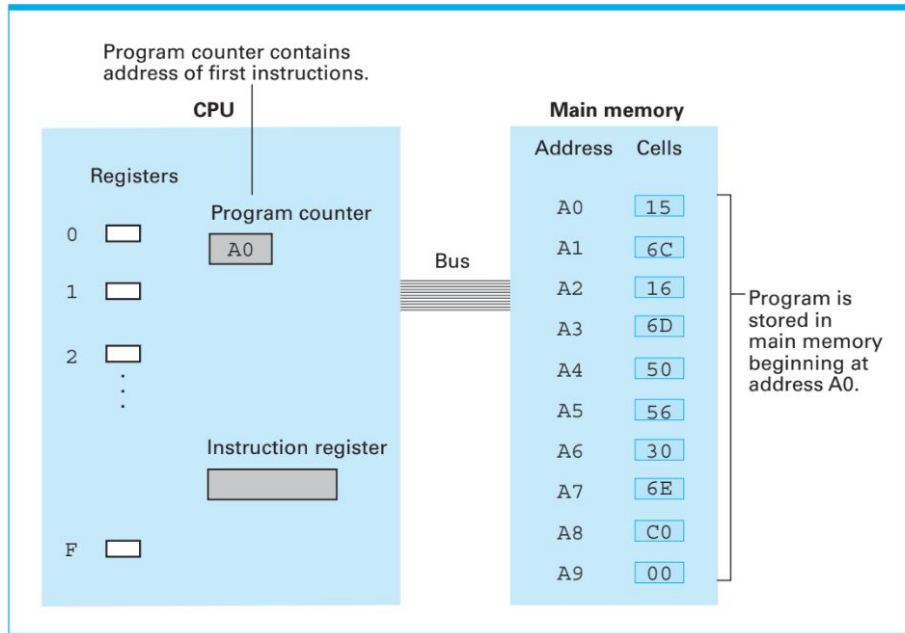 Program counter contains
address of first instructions.
CPU
Main memory
Address Cells
Registers
Program counter
A0
Bus
0
1
2
F
Instruction register
A0 15
A1 6C
A2 16
A3 6D
A4 50
A5 56
A6 30
A7 6E
A8 C0
A9 00
Program is
stored in
main memory
beginning at
address A0.